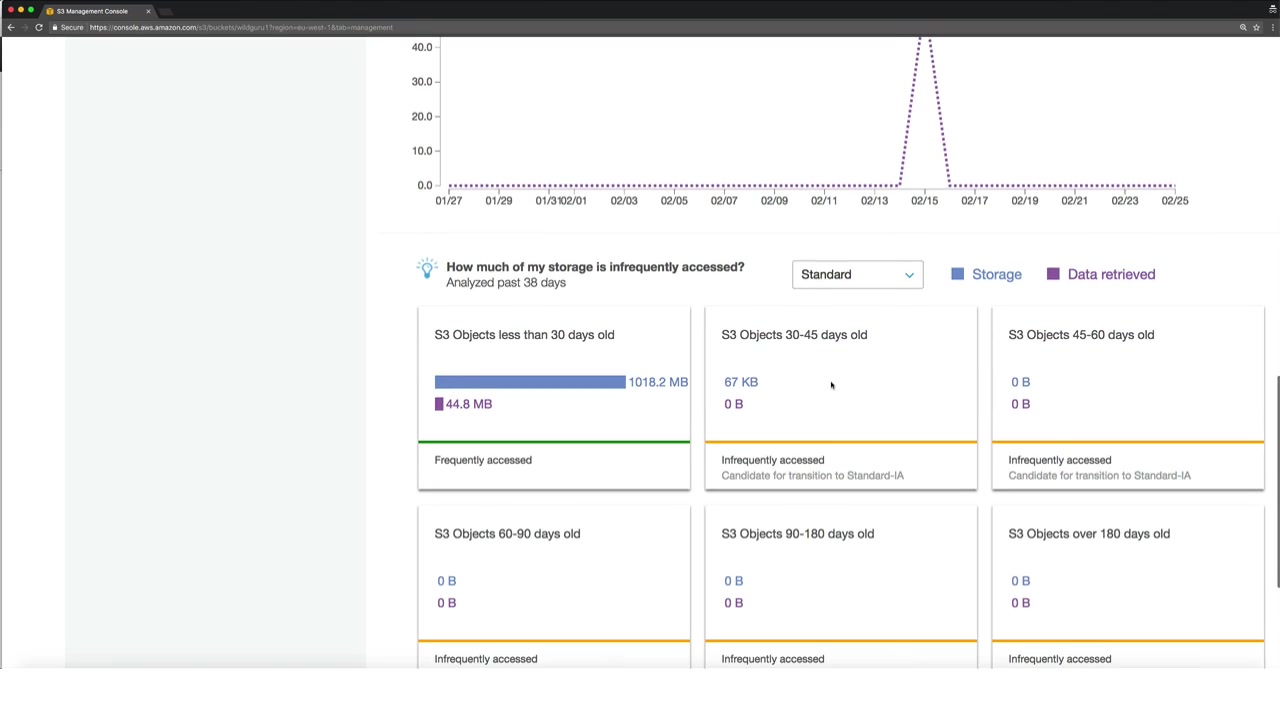 S3 Management Console
Secure https://console.aws.amazon.com/s3/buckets/wildguru1?region=eu-west-1&tab=management
40.0
30.0
20.0
10.0
0.0
01/27 01/29 01/31 02/01 02/03 02/05 02/07 02/09 02/11 02/13 02/15 02/17 02/19 02/21 02/23 02/25
How much of my storage is infrequently accessed?
Analyzed past 38 days
Standard
Storage
Data retrieved
S3 Objects less than 30 days old
1018.2 MB
44.8 MB
Frequently accessed
S3 Objects 30-45 days old
67 KB
0 B
Infrequently accessed
Candidate for transition to Standard-IA
S3 Objects 45-60 days old
0 B
0 B
Infrequently accessed
Candidate for transition to Standard-IA
S3 Objects 60-90 days old
0 B
0 B
Infrequently accessed
S3 Objects 90-180 days old
0 B
0 B
Infrequently accessed
S3 Objects over 180 days old
0 B
0 B
Infrequently accessed